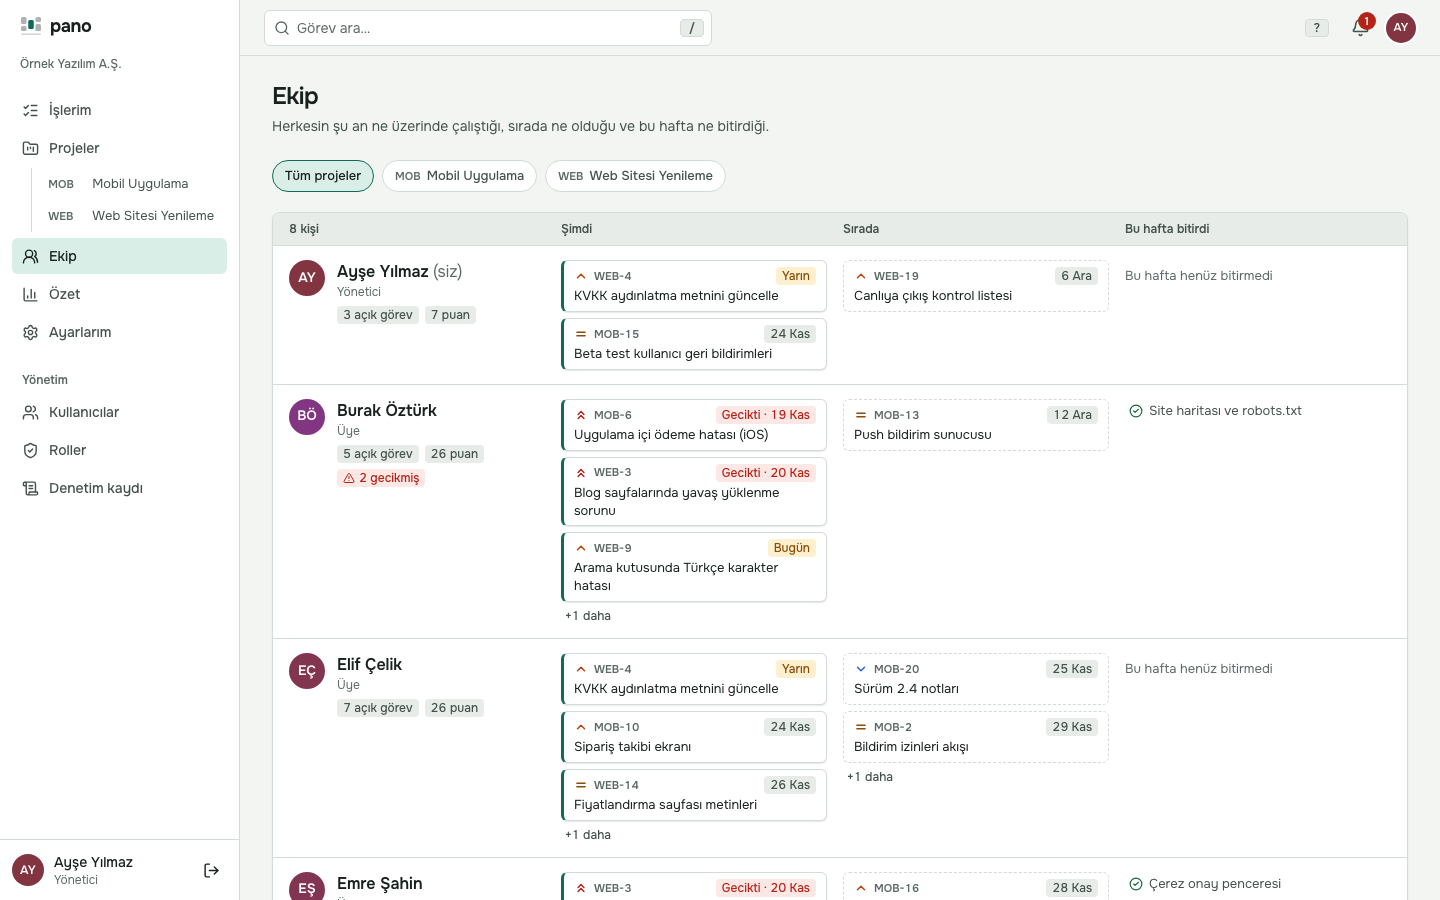 pano
Örnek Yazılım A.Ş.
İşlerim
Projeler
MOB Mobil Uygulama
WEB Web Sitesi Yenileme
Ekip
Özet
Ayarlarım
Yönetim
Kullanıcılar
Roller
Denetim kaydı
AY
Ayşe Yılmaz
Yönetici
Görev ara...
/
?
1
AY
Ekip
Herkesin şu an ne üzerinde çalıştığı, sırada ne olduğu ve bu hafta ne bitirdiği.
Tüm projeler
MOB Mobil Uygulama
WEB Web Sitesi Yenileme
8 kişi
Şimdi
Sırada
Bu hafta bitirdi
AY
Ayşe Yılmaz (siz)
Yönetici
3 açık görev
7 puan
WEB-4
Yarın
KVKK aydınlatma metnini güncelle
MOB-15
24 Kas
Beta test kullanıcı geri bildirimleri
WEB-19
6 Ara
Canlıya çıkış kontrol listesi
Bu hafta henüz bitirmedi
BÖ
Burak Öztürk
Üye
5 açık görev
26 puan
2 gecikmiş
MOB-6
Gecikti · 19 Kas
Uygulama içi ödeme hatası (iOS)
WEB-3
Gecikti · 20 Kas
Blog sayfalarında yavaş yüklenme
sorunu
WEB-9
Bugün
Arama kutusunda Türkçe karakter
hatası
+1 daha
MOB-13
12 Ara
Push bildirim sunucusu
Site haritası ve robots.txt
EÇ
Elif Çelik
Üye
7 açık görev
26 puan
WEB-4
Yarın
KVKK aydınlatma metnini güncelle
MOB-10
24 Kas
Sipariş takibi ekranı
WEB-14
26 Kas
Fiyatlandırma sayfası metinleri
+1 daha
MOB-20
25 Kas
Sürüm 2.4 notları
MOB-2
29 Kas
Bildirim izinleri akışı
+1 daha
Bu hafta henüz bitirmedi
EŞ
Emre Şahin
WEB-3
Gecikti · 20 Kas
MOB-16
28 Kas
Çerez onay penceresi